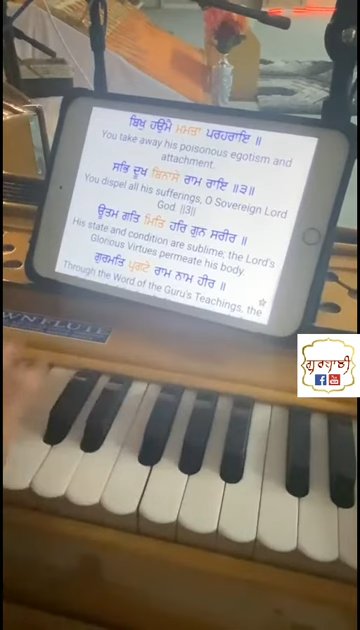 ਬਿਖੁ ਹਉਮੈ ਮਮਤਾ ਪਰਹਰਾਇ ॥
You take away his poisonous egotism and
attachment.
ਸਭਿ ਦੂਖ ਬਿਨਾਸੇ ਰਾਮ ਰਾਇ ॥੩॥
You dispel all his sufferings, O Sovereign Lord
God. ||3||
ਊਤਮ ਗਤਿ ਮਿਤਿ ਹਰਿ ਗੁਨ ਸਰੀਰ ॥
His state and condition are sublime; the Lord's
Glorious Virtues permeate his body.
ਗੁਰਮਤਿ ਪ੍ਰਗਟੇ ਰਾਮ ਨਾਮ ਹੀਰ ॥
Through the Word of the Guru's Teachings, the
ਗੁਰਬਾਣੀ